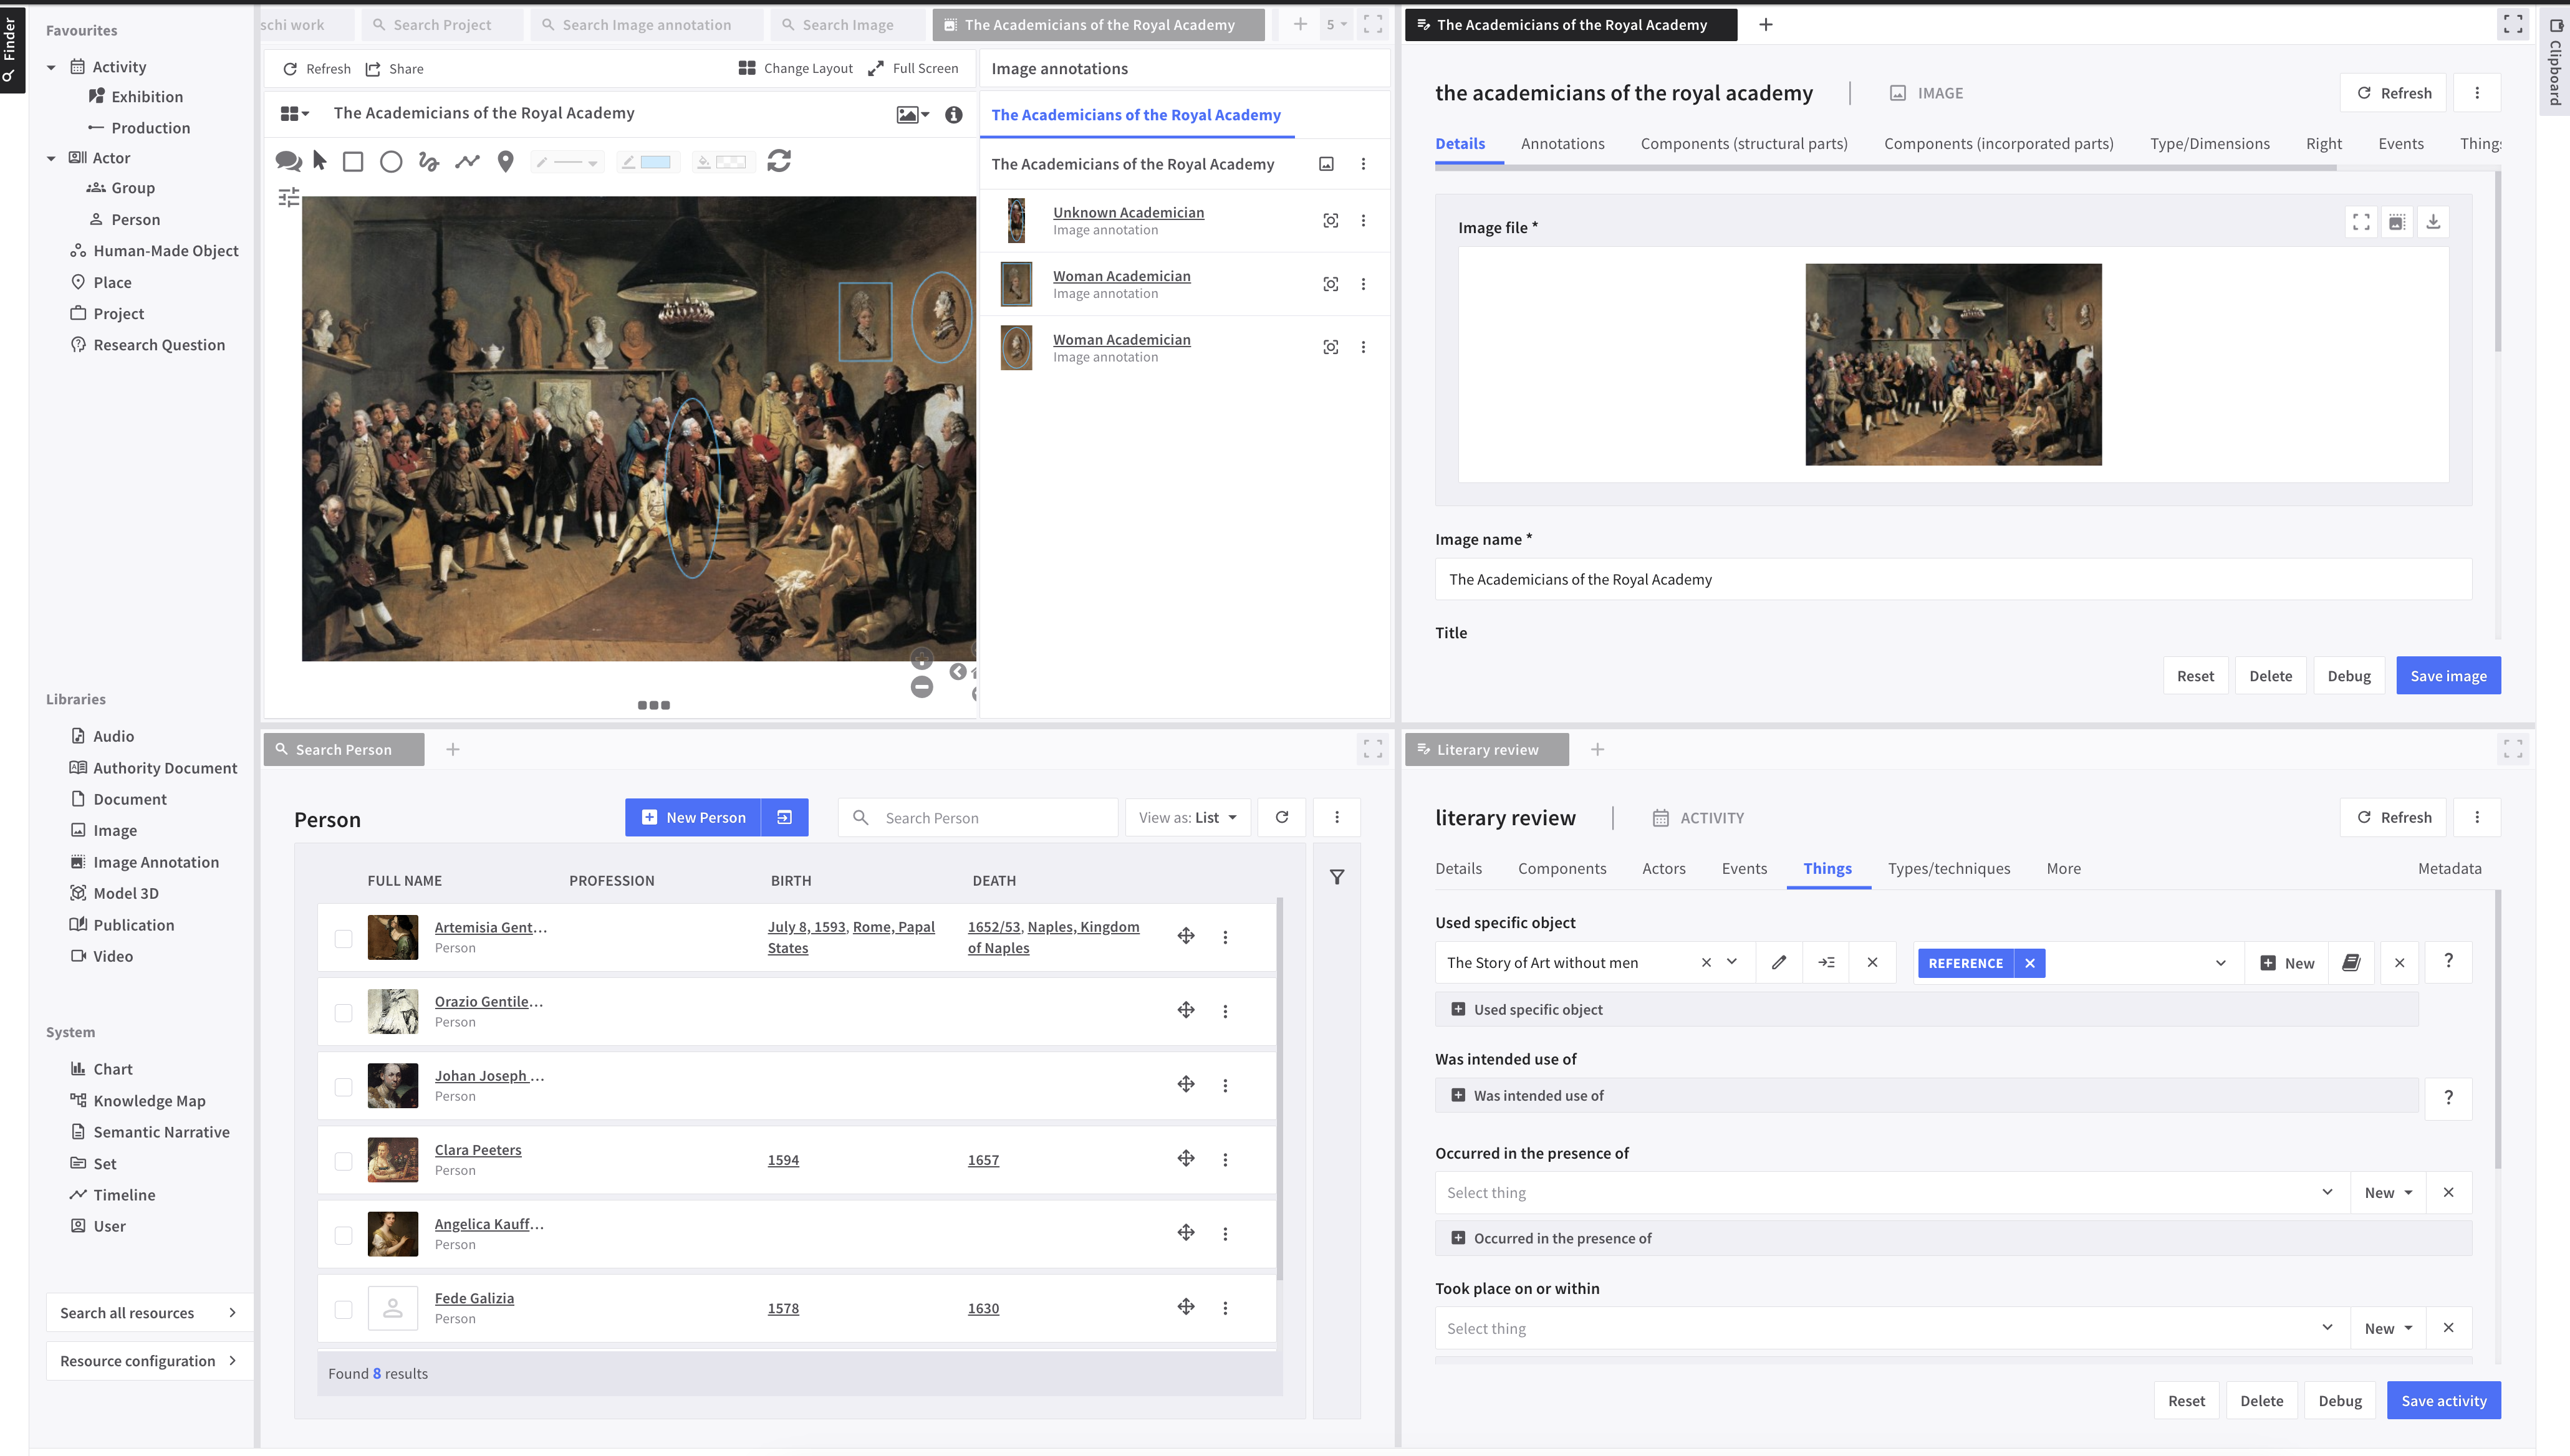 Finder
Favourites
Activity
Exhibition
Production
Actor
Group
Person
Human-Made Object
Place
Project
Research Question
Libraries
Audio
Authority Document
Document
Image
Image Annotation
Model 3D
Publication
Video
System
Chart
Knowledge Map
Semantic Narrative
Set
Timeline
User
Search all resources
Resource configuration
schi work
Search Project
Search Image annotation
Search Image
The Academicians of the Royal Academy
5
Refresh
Share
Change Layout
Full Screen
The Academicians of the Royal Academy
Image annotations
The Academicians of the Royal Academy
The Academicians of the Royal Academy
Unknown Academician
Image annotation
Woman Academician
Image annotation
Woman Academician
Image annotation
The Academicians of the Royal Academy
Clipboard
the academicians of the royal academy
IMAGE
Refresh
Details Annotations Components (structural parts) Components (incorporated parts) Type/Dimensions Right Events Things
Image file *
Image name *
The Academicians of the Royal Academy
Title
Reset Delete Debug Save image
Search Person
Person
New Person
Search Person
View as: List
FULL NAME PROFESSION BIRTH DEATH
Artemisia Gent...
Person
July 8, 1593, Rome, Papal
States
1652/53, Naples, Kingdom
of Naples
Orazio Gentile...
Person
Johan Joseph ...
Person
Clara Peeters
Person
1594 1657
Angelica Kauff...
Person
Fede Galizia
Person
1578 1630
Found 8 results
Literary review
literary review
ACTIVITY
Refresh
Details Components Actors Events Things Types/techniques More Metadata
Used specific object
The Story of Art without men
REFERENCE
New
?
Used specific object
Was intended use of
Was intended use of
?
Occurred in the presence of
Select thing
New
Occurred in the presence of
Took place on or within
Select thing
New
Reset Delete Debug Save activity